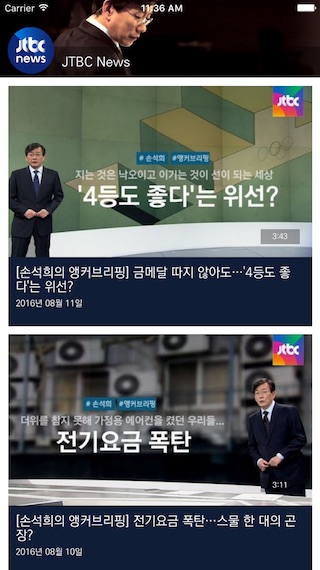 Carrier 11:36 AM
jtbc
news
JTBC News
jtbc
# 손석희 #앵커브리핑
지는 것은 낙오이고 이기는 것이 선이 되는 세상
'4등도 좋다'는 위선?
3:43
[손석희의 앵커브리핑] 금메달 따지 않아도…'4등도 좋
다'는 위선?
2016년 08월 11일
jtbc
# 손석희 #앵커브리핑
더위를 참지 못해 가정용 에어컨을 켰던 우리들...
전기요금 폭탄
3:11
[손석희의 앵커브리핑] 전기요금 폭탄…스물 한 대의 곤
장?
2016년 08월 10일